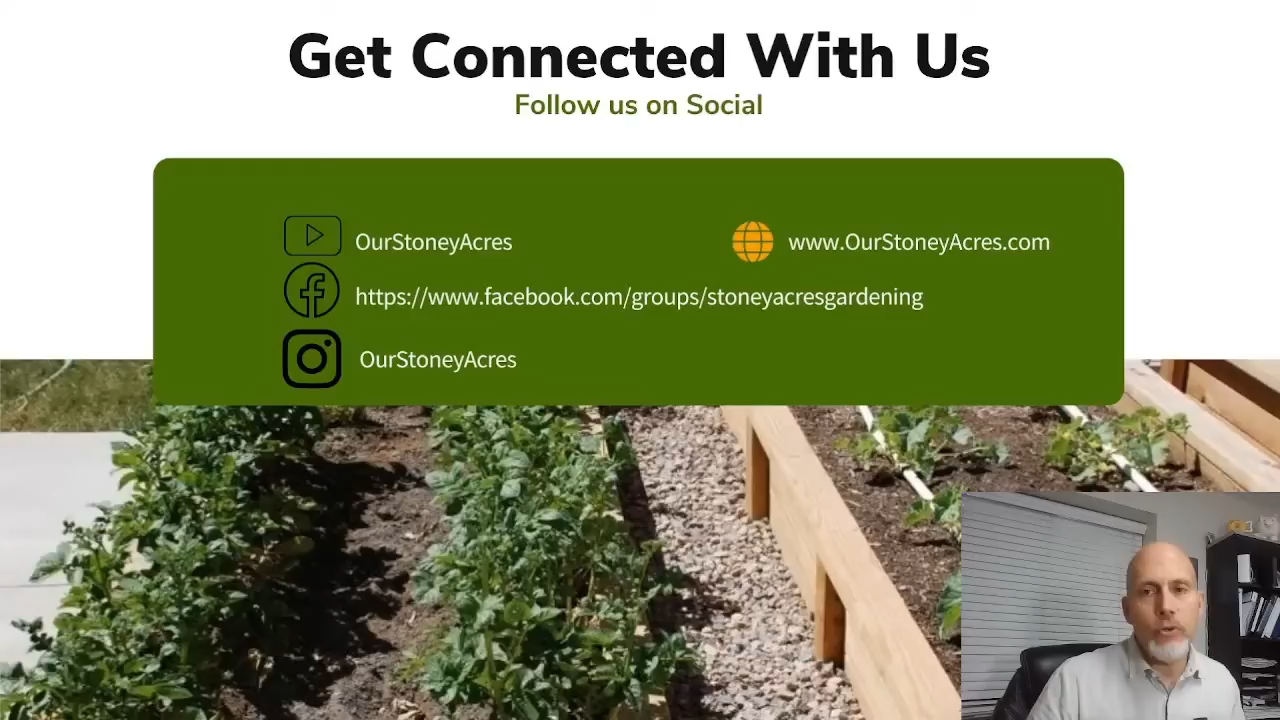 Get Connected With Us
Follow us on Social
OurStoneyAcres
www.OurStoneyAcres.com
https://www.facebook.com/groups/stoneyacresgardening
OurStoneyAcres